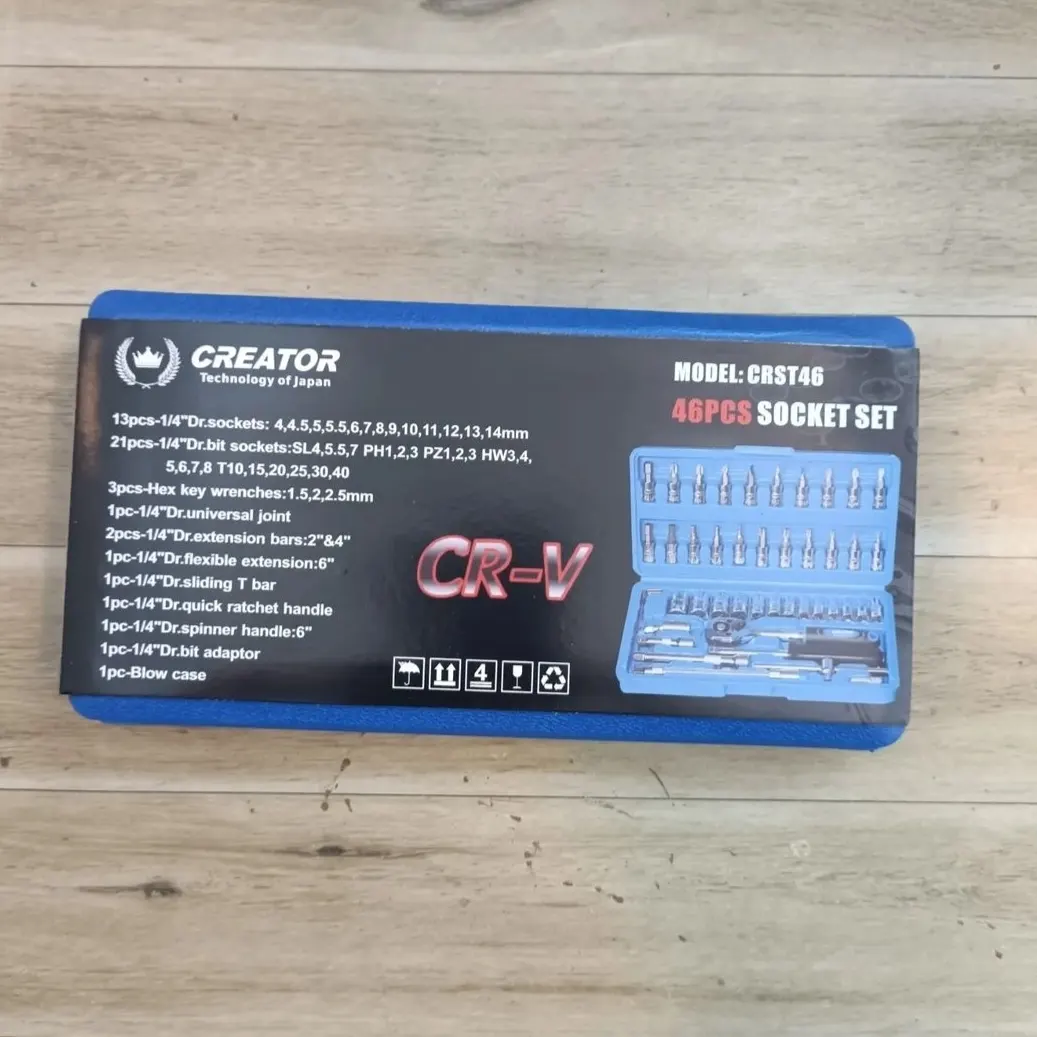 CREATOR
Technology of Japan
MODEL: CRST46
46PCS SOCKET SET
13pcs-1/4"Dr.sockets: 4,4.5,5,5.5,6,7,8,9,10,11,12,13,14mm
21pcs-1/4"Dr.bit sockets:SL4,5.5,7 PH1,2,3 PZ1,2,3 HW3,4,
5,6,7,8 T10,15,20,25,30,40
3pcs-Hex key wrenches:1.5,2,2.5mm
1pc-1/4"Dr.universal joint
2pcs-1/4"Dr.extension bars:2"&4"
1pc-1/4"Dr.flexible extension:6"
1pc-1/4"Dr.sliding T bar
1pc-1/4"Dr.quick ratchet handle
1pc-1/4"Dr.spinner handle:6"
1pc-1/4"Dr.bit adaptor
1pc-Blow case
CR-V
4